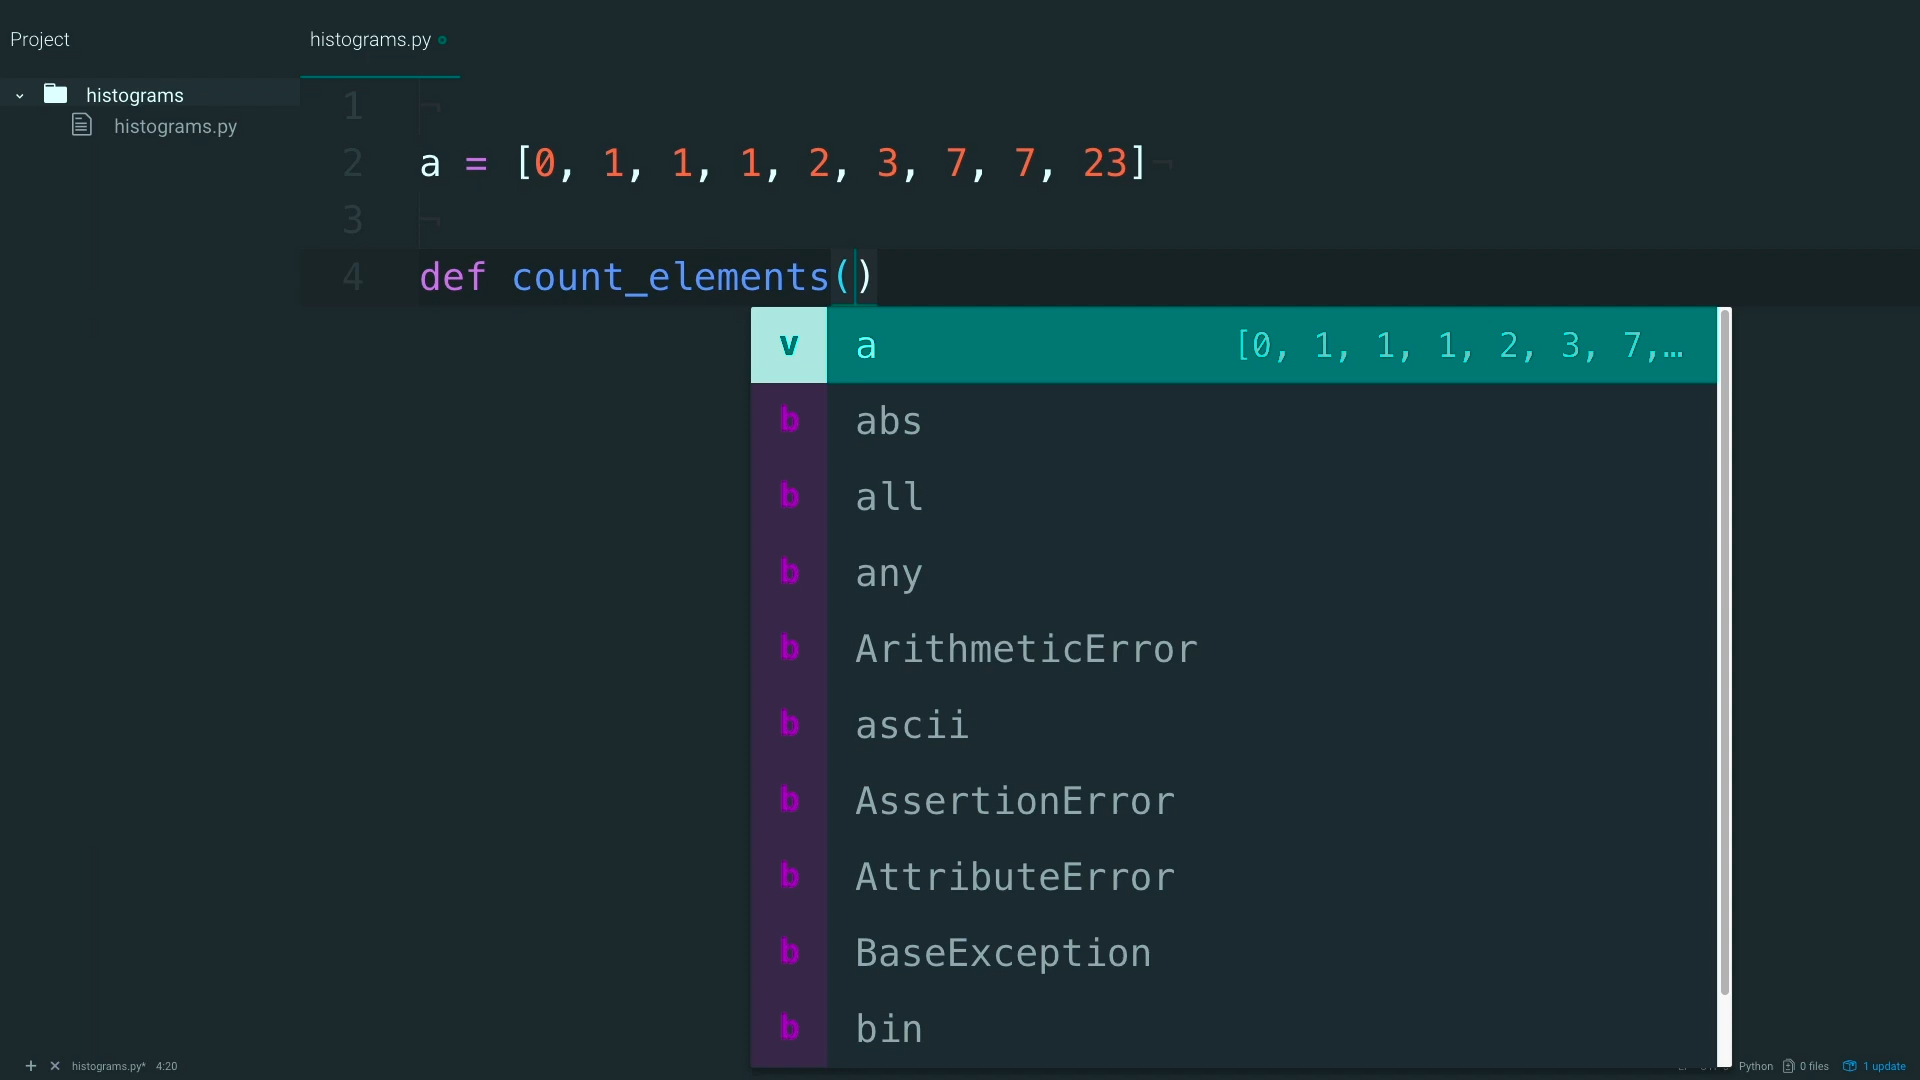 Project
histograms
histograms.py
histograms.py
1
2 a = [0, 1, 1, 1, 2, 3, 7, 7, 23]¬
3
4 def count_elements()
v a [0, 1, 1, 1, 2, 3, 7,…
b abs
b all
b any
b ArithmeticError
b ascii
b AssertionError
b AttributeError
b BaseException
b bin
+ × histograms.py* 4:20 Python 0 files 1 update